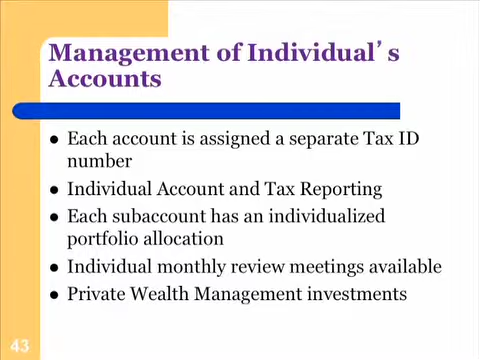 Management of Individual’s
Accounts
● Each account is assigned a separate Tax ID
number
● Individual Account and Tax Reporting
● Each subaccount has an individualized
portfolio allocation
● Individual monthly review meetings available
● Private Wealth Management investments
43